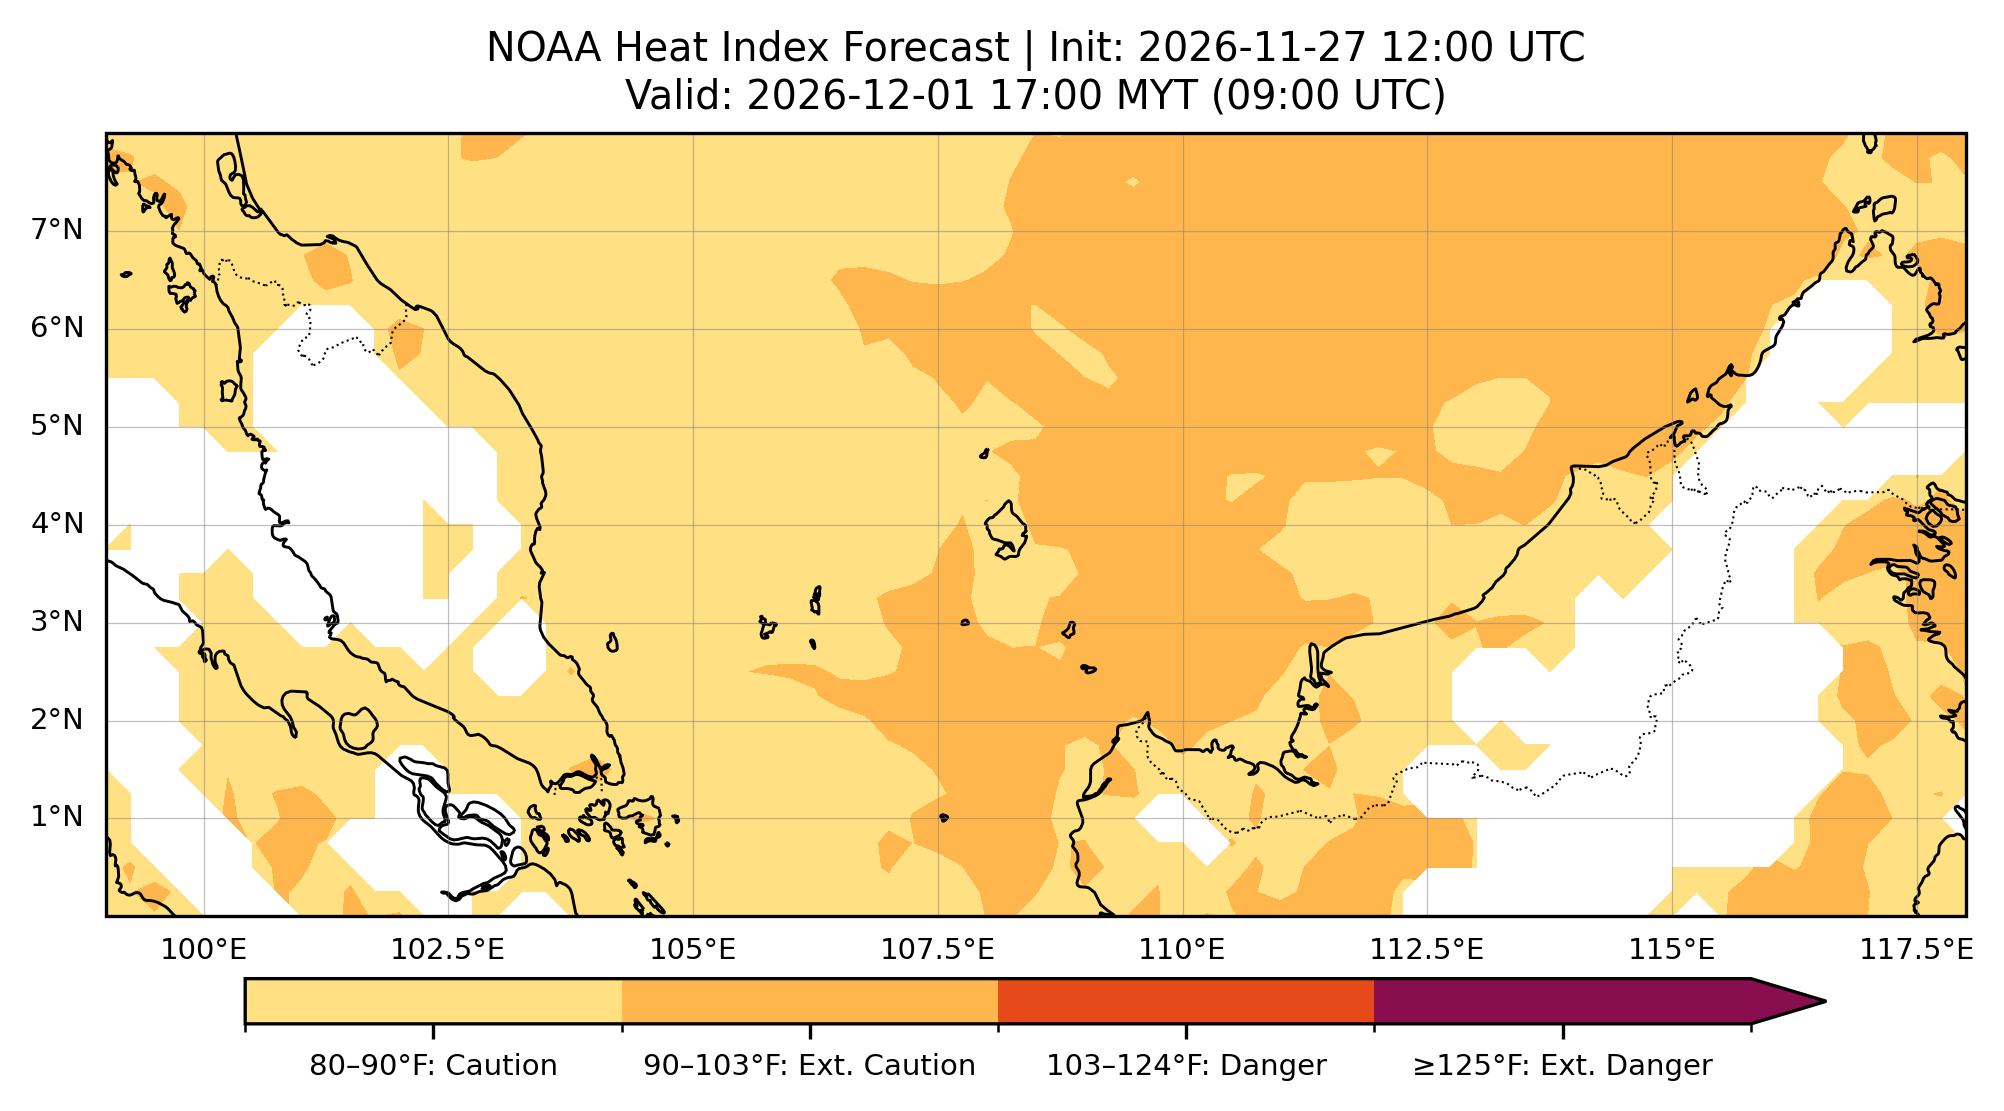 NOAA Heat Index Forecast | Init: 2026-11-27 12:00 UTC
Valid: 2026-12-01 17:00 MYT (09:00 UTC)
7°N
6°N
5°N
4°N
3°N
2°N
1°N
100°E 102.5°E 105°E 107.5°E 110°E 112.5°E 115°E 117.5°E
80–90°F: Caution 90–103°F: Ext. Caution 103–124°F: Danger ≥125°F: Ext. Danger